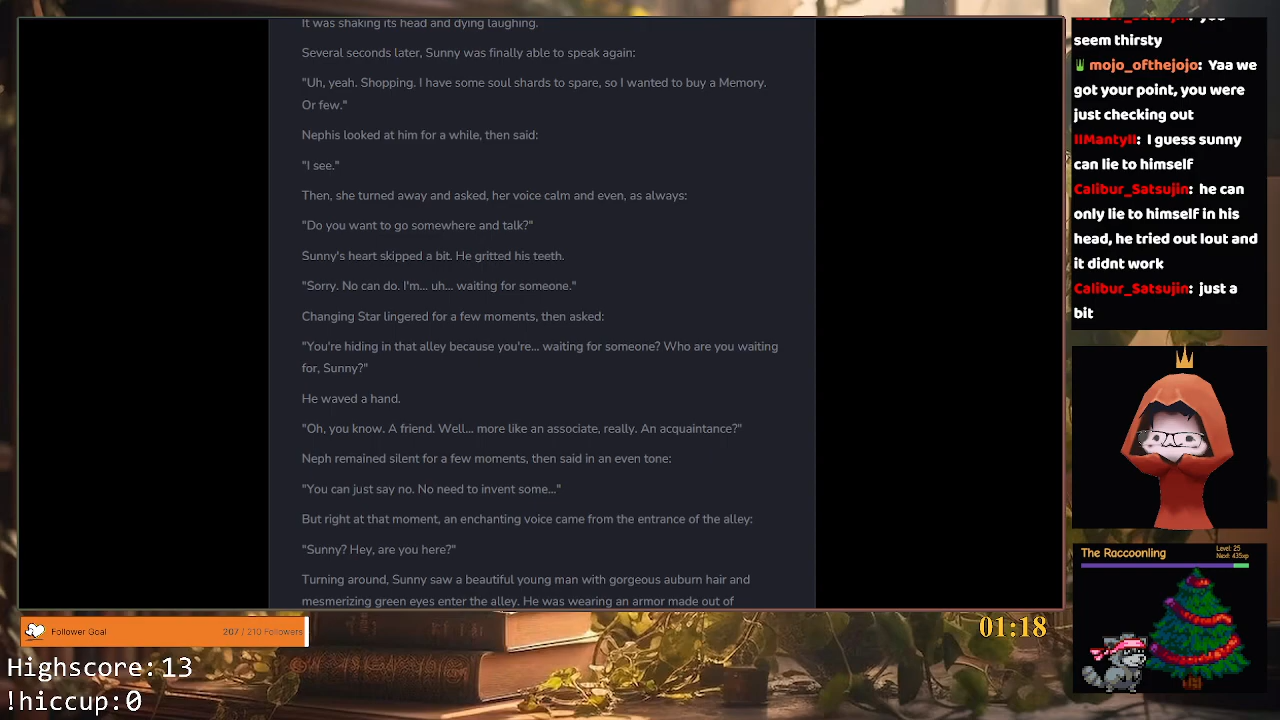 It was shaking its head and dying laughing.
Several seconds later, Sunny was finally able to speak again:
"Uh, yeah. Shopping. I have some soul shards to spare, so I wanted to buy a Memory.
Or few."
Nephis looked at him for a while, then said:
"I see."
Then, she turned away and asked, her voice calm and even, as always:
"Do you want to go somewhere and talk?"
Sunny's heart skipped a bit. He gritted his teeth.
"Sorry. No can do. I'm... uh... waiting for someone."
Changing Star lingered for a few moments, then asked:
"You're hiding in that alley because you're... waiting for someone? Who are you waiting
for, Sunny?"
He waved a hand.
"Oh, you know. A friend. Well... more like an associate, really. An acquaintance?"
Neph remained silent for a few moments, then said in an even tone:
"You can just say no. No need to invent some..."
But right at that moment, an enchanting voice came from the entrance of the alley:
"Sunny? Hey, are you here?"
Turning around, Sunny saw a beautiful young man with gorgeous auburn hair and
mesmerizing green eyes enter the alley. He was wearing an armor made out of
Calibur_Satsujin: you
seem thirsty
mojo_ofthejojo: Yaa we
got your point, you were
just checking out
IIMantyII: I guess sunny
can lie to himself
Calibur_Satsujin: he can
only lie to himself in his
head, he tried out lout and
it didnt work
Calibur_Satsujin: just a
bit
The Raccoonling
Level: 25
Next: 435xp
Follower Goal
207 / 210 Followers
01:18
Highscore:13
!hiccup:0